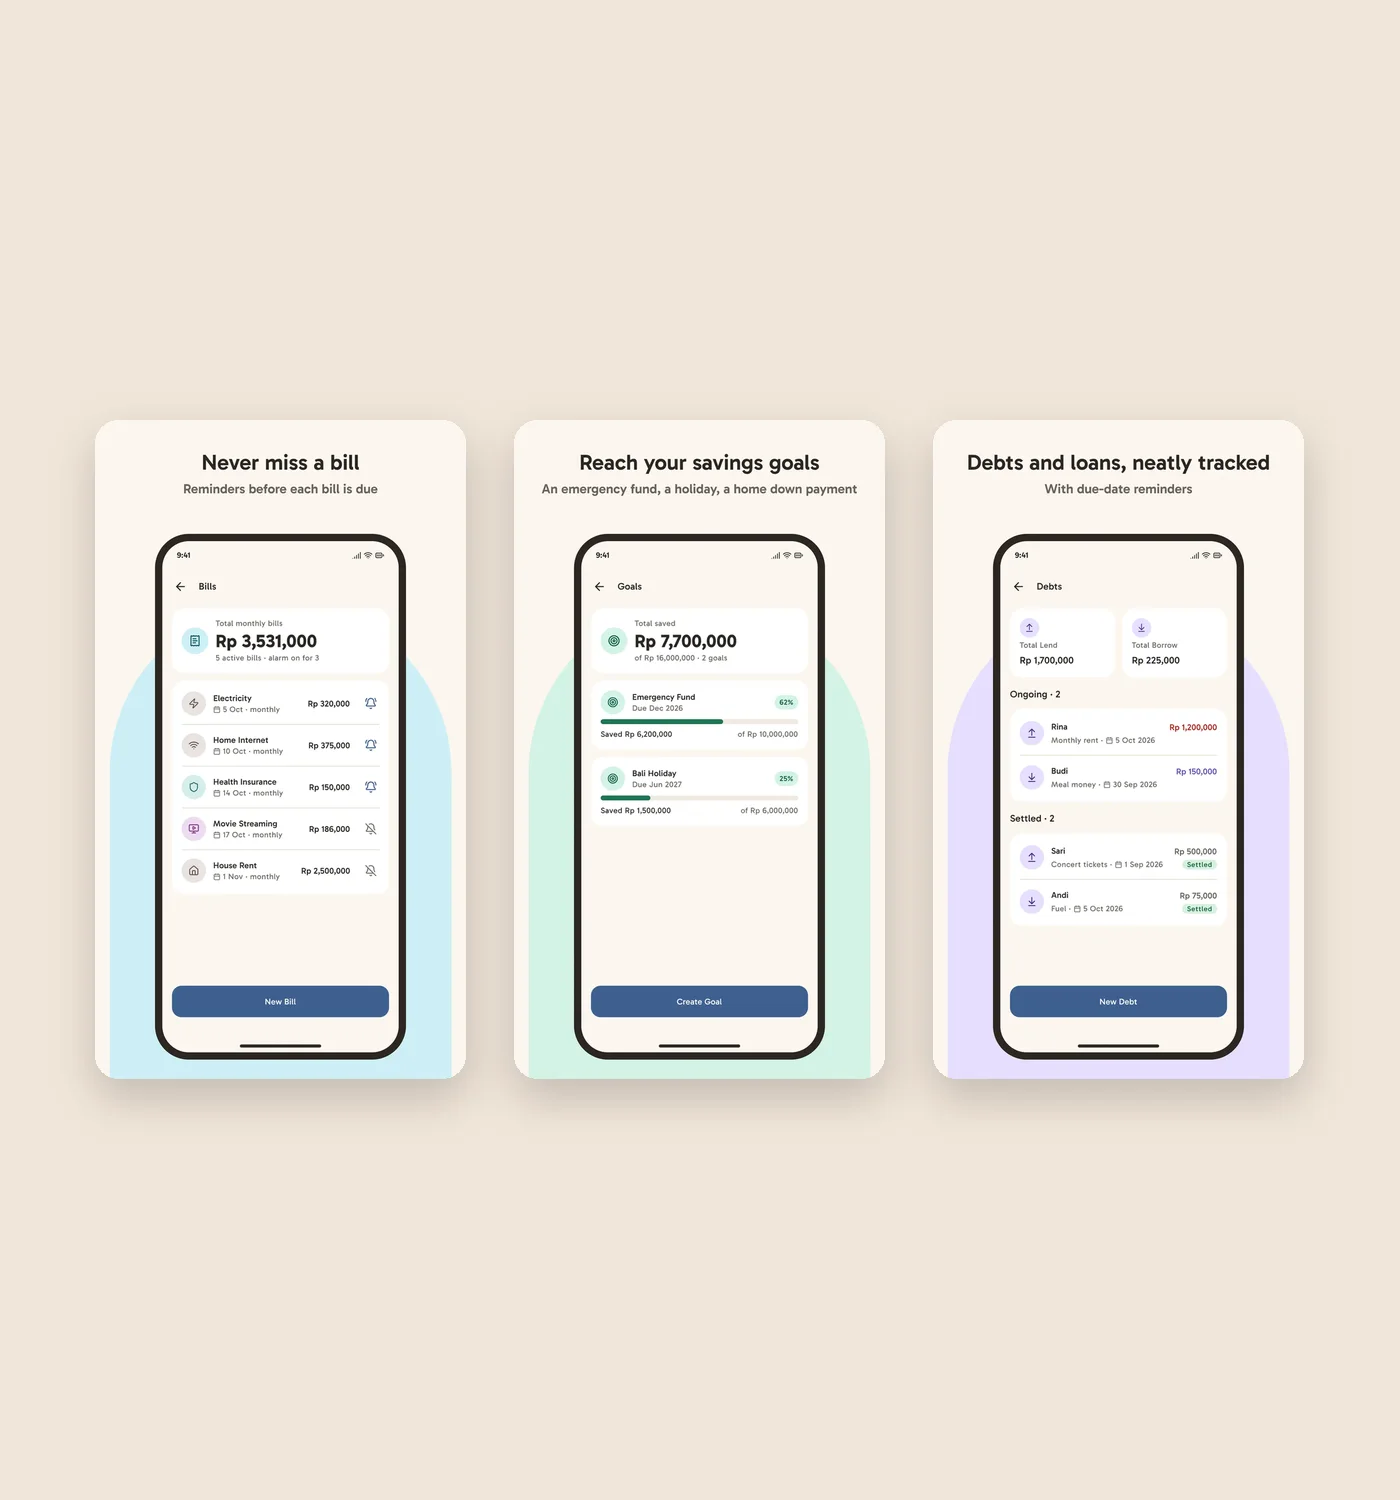 Never miss a bill
Reminders before each bill is due
9:41
Bills
Total monthly bills
Rp 3,531,000
5 active bills · alarm on for 3
Electricity
5 Oct · monthly
Rp 320,000
Home Internet
10 Oct · monthly
Rp 375,000
Health Insurance
14 Oct · monthly
Rp 150,000
Movie Streaming
17 Oct · monthly
Rp 186,000
House Rent
1 Nov · monthly
Rp 2,500,000
New Bill
Reach your savings goals
An emergency fund, a holiday, a home down payment
9:41
Goals
Total saved
Rp 7,700,000
of Rp 16,000,000 · 2 goals
Emergency Fund
Due Dec 2026
62%
Saved Rp 6,200,000
of Rp 10,000,000
Bali Holiday
Due Jun 2027
25%
Saved Rp 1,500,000
of Rp 6,000,000
Create Goal
Debts and loans, neatly tracked
With due-date reminders
9:41
Debts
Total Lend
Rp 1,700,000
Total Borrow
Rp 225,000
Ongoing · 2
Rina
Rp 1,200,000
Monthly rent · 5 Oct 2026
Budi
Rp 150,000
Meal money · 30 Sep 2026
Settled · 2
Sari
Rp 500,000
Concert tickets · 1 Sep 2026
Settled
Andi
Rp 75,000
Fuel · 5 Oct 2026
Settled
New Debt